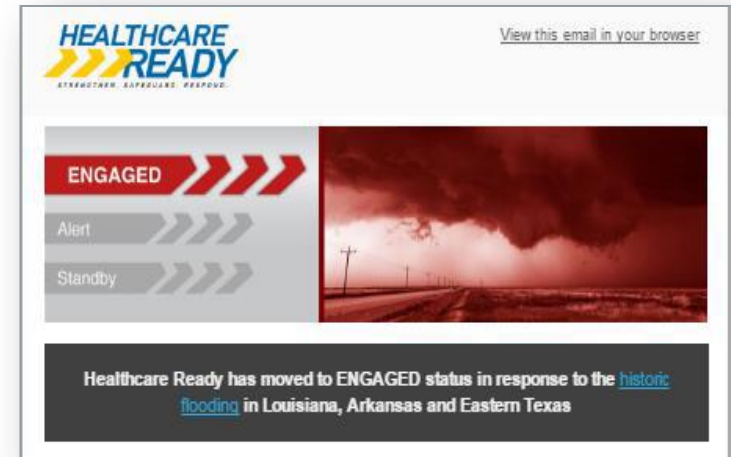 HEALTHCARE
READY
STRENGTHEN. SAFEGUARD. RESPOND.
View this email in your browser
ENGAGED
Alert
Standby
Healthcare Ready has moved to ENGAGED status in response to the historic
flooding in Louisiana, Arkansas and Eastern Texas